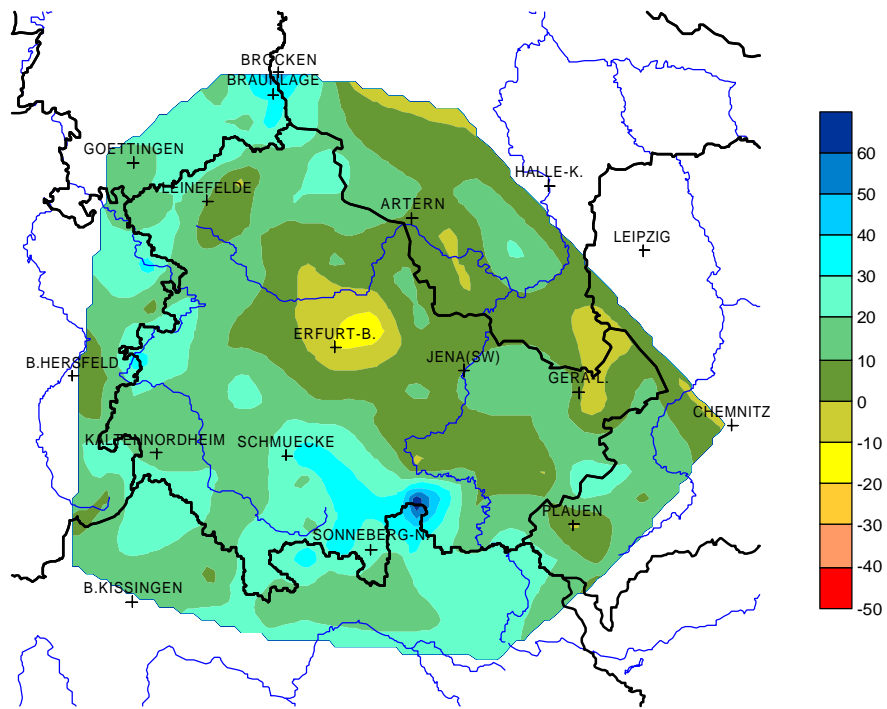 BROCKEN
BRAUNLAGE
GOETTINGEN
LEINEFELDE
HALLE-K.
ARTERN
LEIPZIG
ERFURT-B.
JENA(SW)
B.HERSFELD
GERA-L.
CHEMNITZ
KALTENNORDHEIM
SCHMUECKE
PLAUEN
SONNEBERG-N.
B.KISSINGEN
60
50
40
30
20
10
0
-10
-20
-30
-40
-50